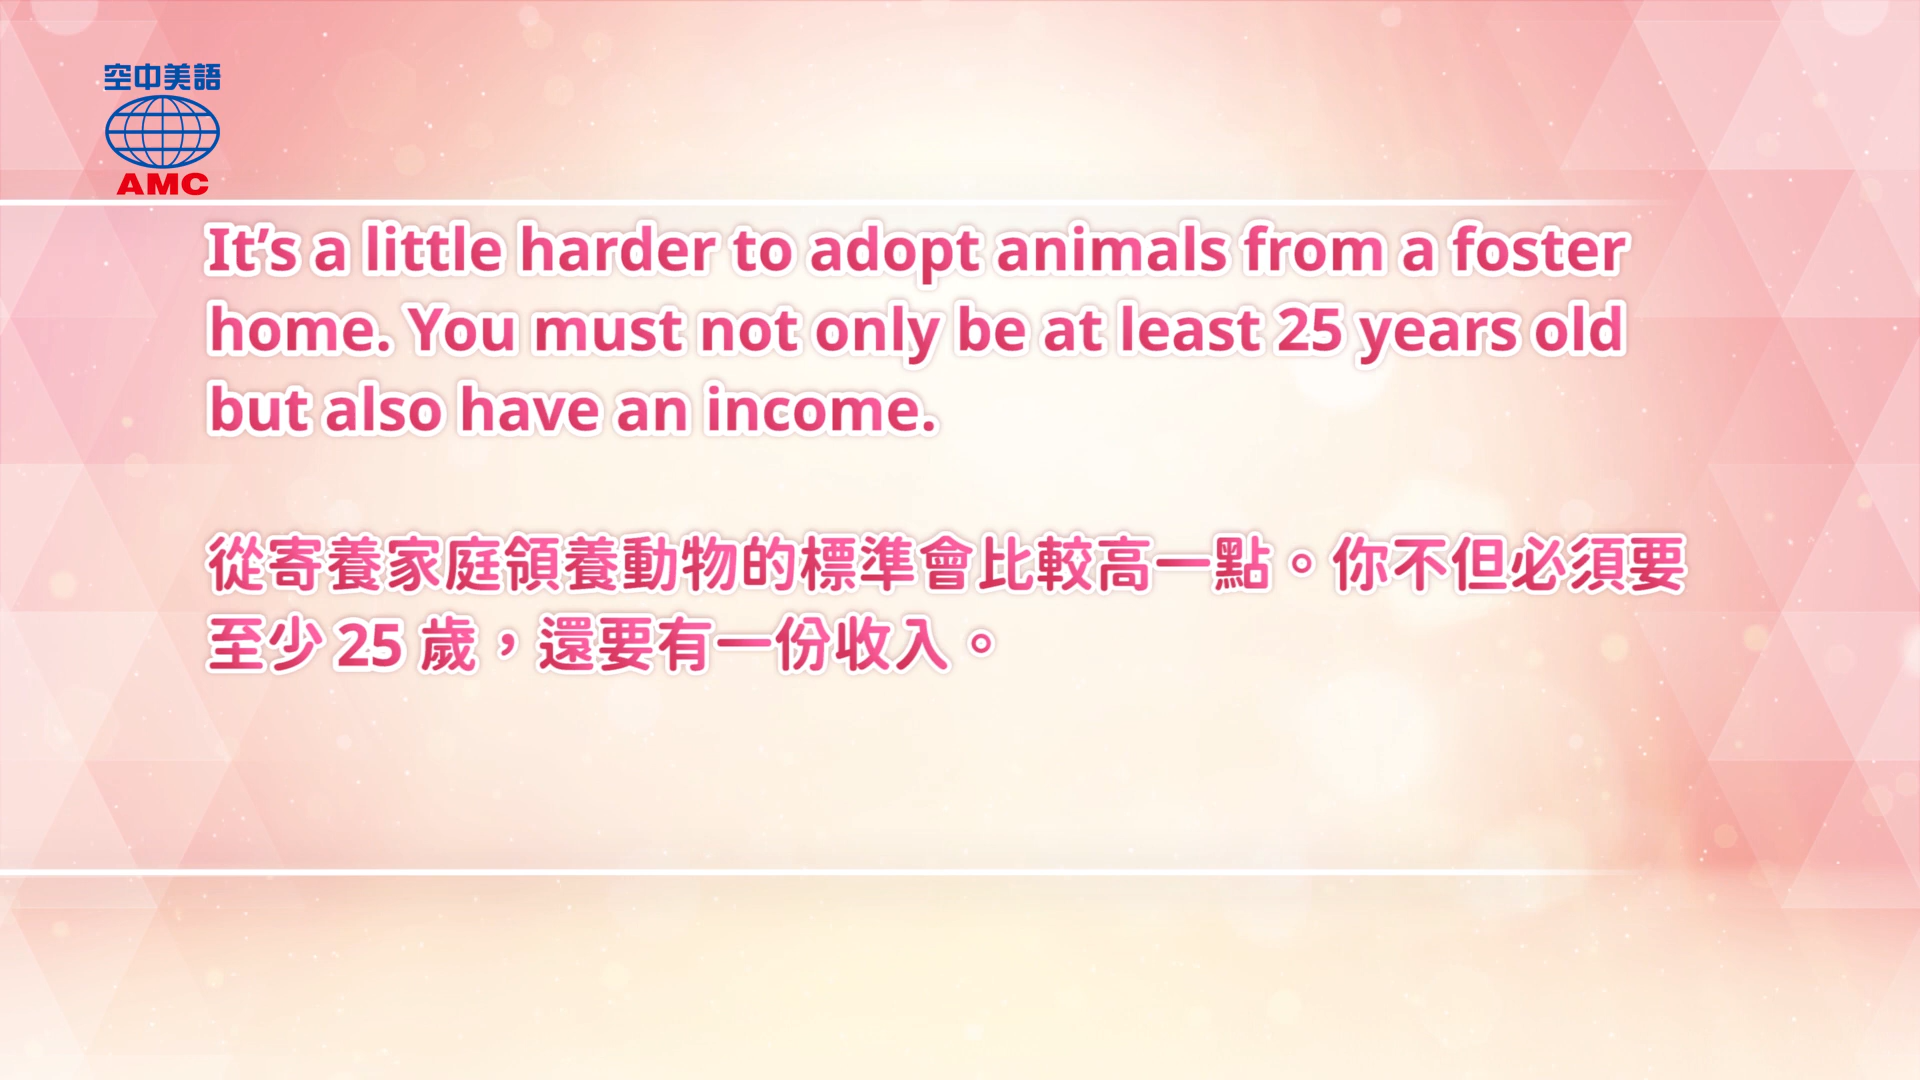 空中美語
AMC
It’s a little harder to adopt animals from a foster
home. You must not only be at least 25 years old
but also have an income.
從寄養家庭領養動物的標準會比較高一點。你不但必須要
至少 25 歲，還要有一份收入。